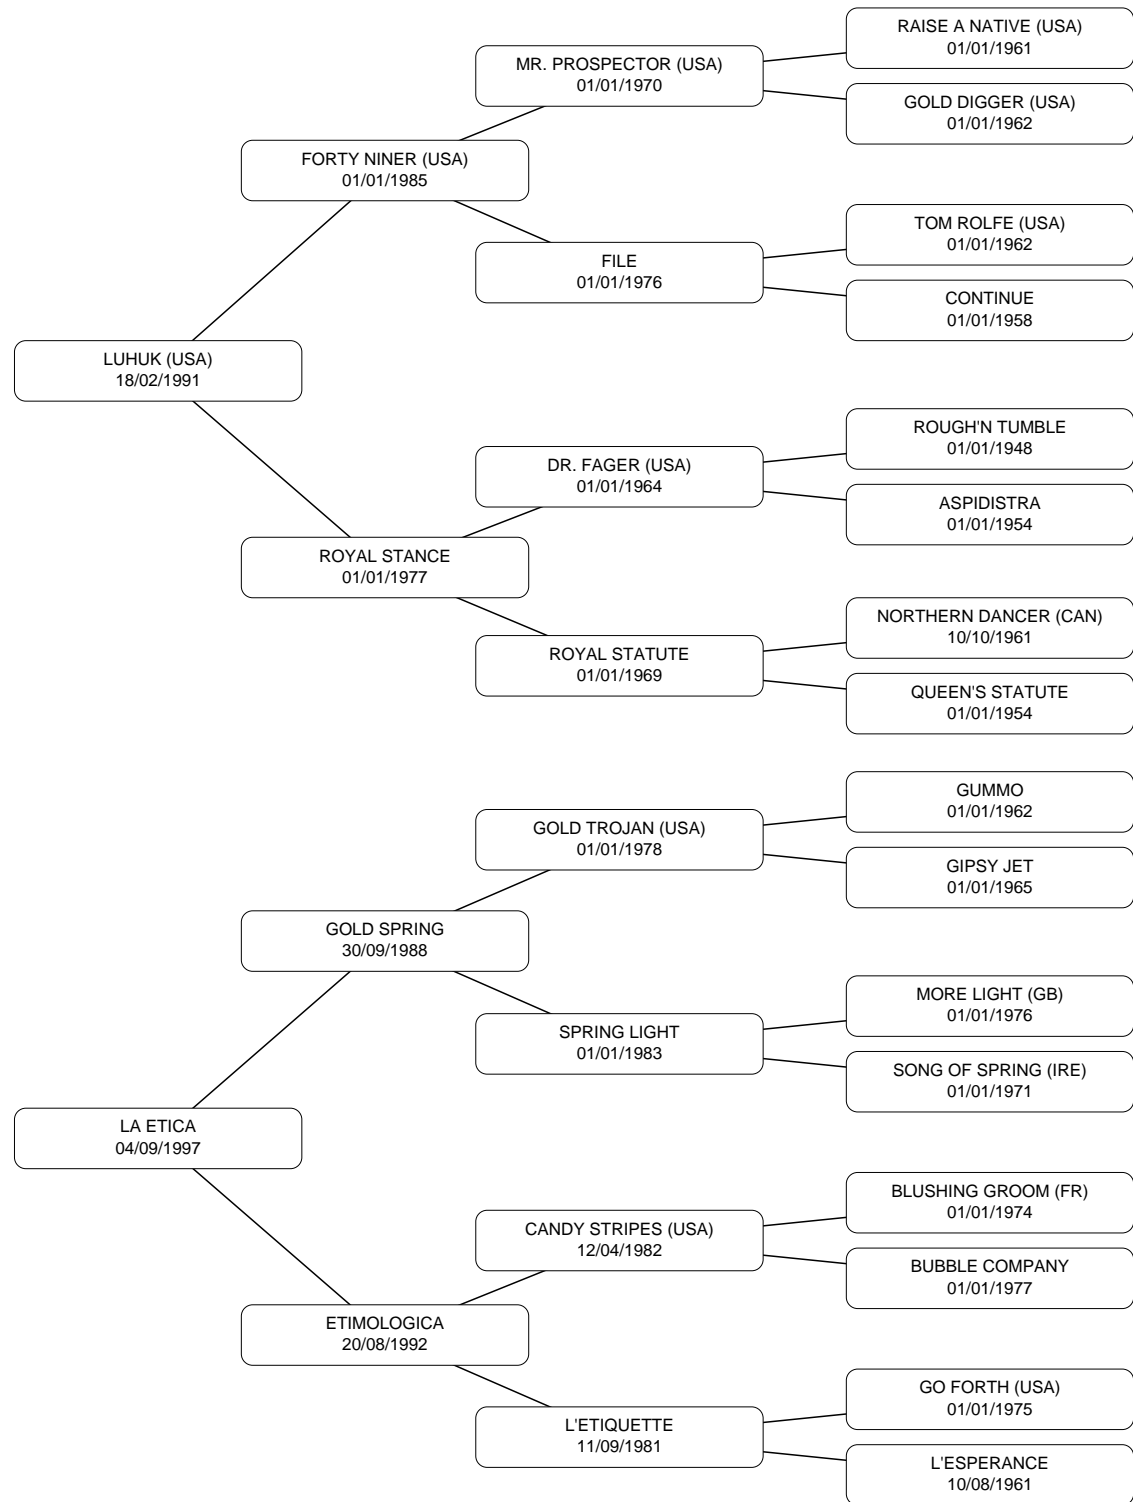 RAISE A NATIVE (USA)
01/01/1961
MR. PROSPECTOR (USA)
01/01/1970
GOLD DIGGER (USA)
01/01/1962
FORTY NINER (USA)
01/01/1985
TOM ROLFE (USA)
01/01/1962
FILE
01/01/1976
CONTINUE
01/01/1958
LUHUK (USA)
18/02/1991
ROUGH'N TUMBLE
01/01/1948
DR. FAGER (USA)
01/01/1964
ASPIDISTRA
01/01/1954
ROYAL STANCE
01/01/1977
NORTHERN DANCER (CAN)
10/10/1961
ROYAL STATUTE
01/01/1969
QUEEN'S STATUTE
01/01/1954
GUMMO
01/01/1962
GOLD TROJAN (USA)
01/01/1978
GIPSY JET
01/01/1965
GOLD SPRING
30/09/1988
MORE LIGHT (GB)
01/01/1976
SPRING LIGHT
01/01/1983
SONG OF SPRING (IRE)
01/01/1971
LA ETICA
04/09/1997
BLUSHING GROOM (FR)
01/01/1974
CANDY STRIPES (USA)
12/04/1982
BUBBLE COMPANY
01/01/1977
ETIMOLOGICA
20/08/1992
GO FORTH (USA)
01/01/1975
L'ETIQUETTE
11/09/1981
L'ESPERANCE
10/08/1961